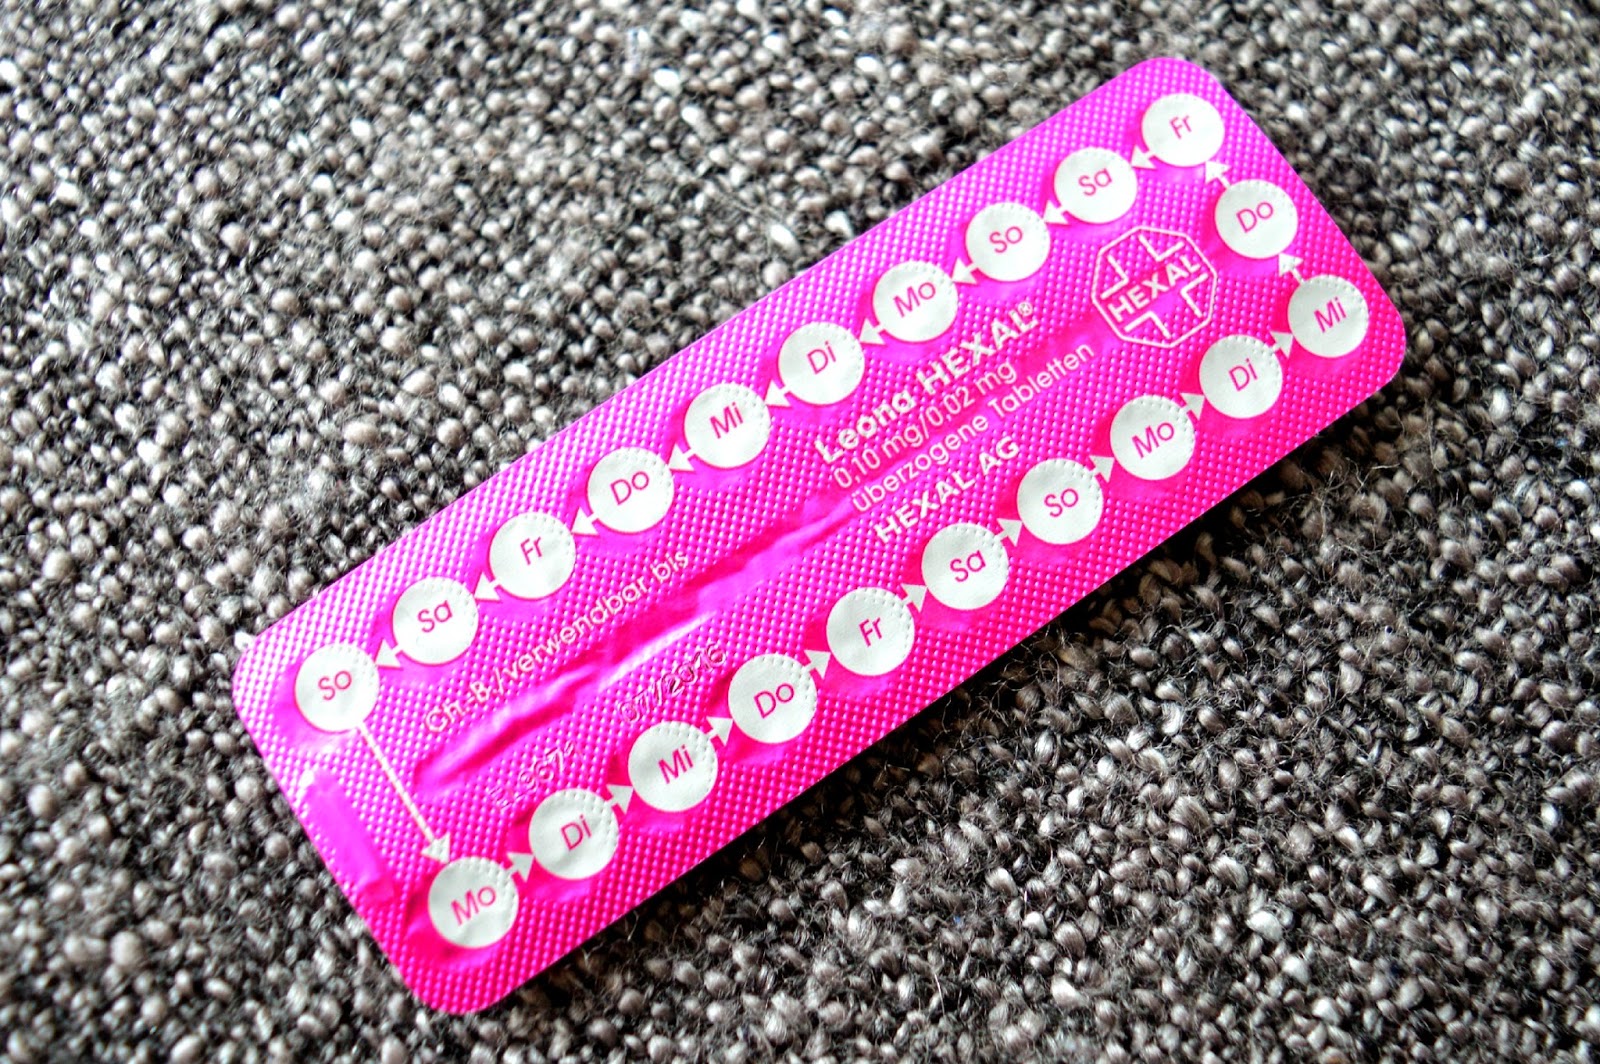 Fr
Sa
So
Mo
Di
Mi
Do
Fr
Sa
So
Do
Mi
HEXAL
Leona HEXAL®
0,10 mg/0,02 mg
überzogene Tabletten
HEXAL AG
Ch.-B./verwendbar bis
07/2016
Mo
Di
Mi
Do
Fr
Sa
So
Mo
Di